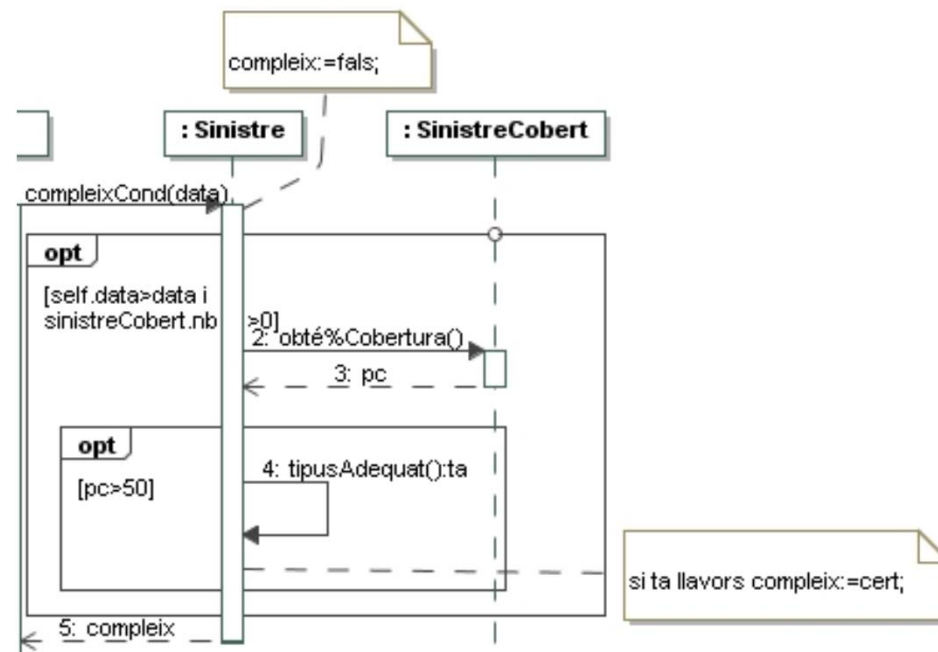 compleix:=fals;
: Sinistre
: SinistreCobert
compleixCond(data)
opt
[self.data>data i
sinistreCobert.nb >0]
2: obté%Cobertura()
3: pc
opt
[pc>50]
4: tipusAdequat():ta
si ta llavors compleix:=cert;
5: compleix